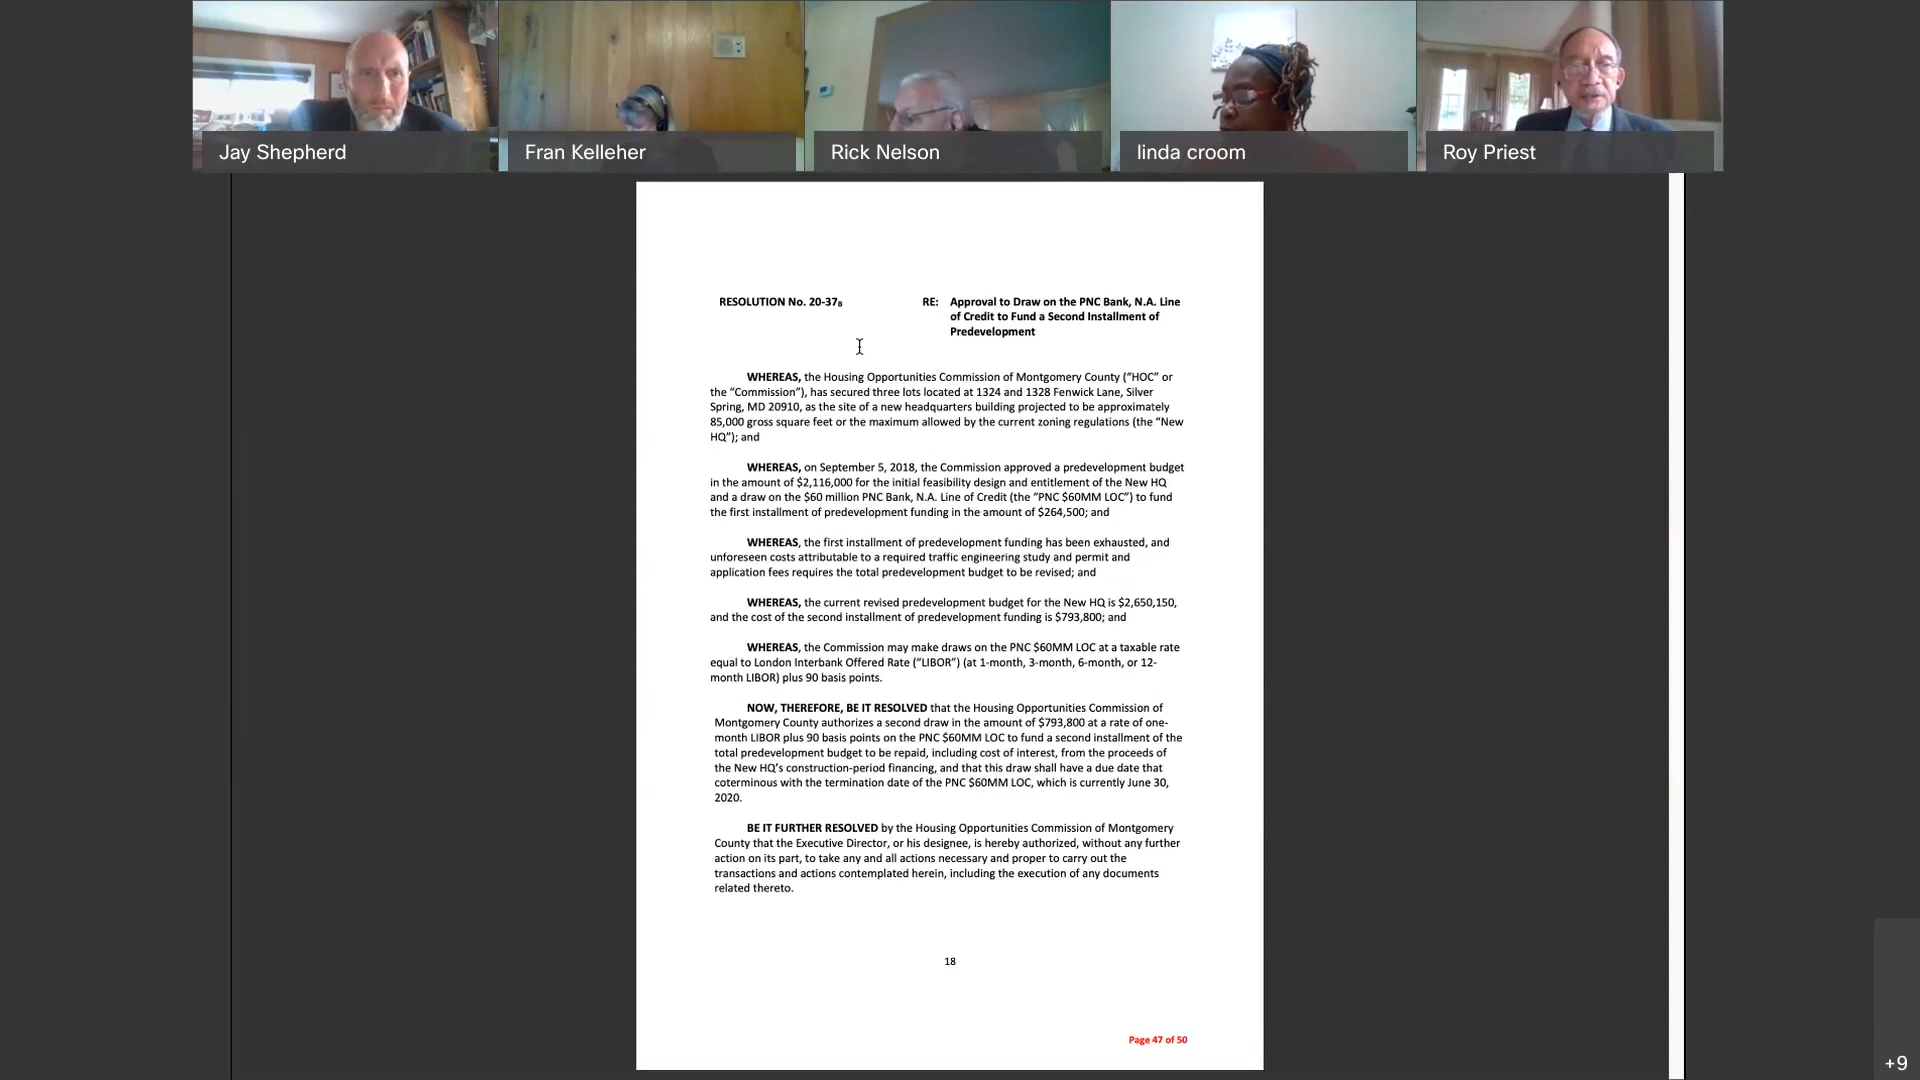 Jay Shepherd
Fran Kelleher
Rick Nelson
linda croom
Roy Priest
RESOLUTION No. 20-37B
RE: Approval to Draw on the PNC Bank, N.A. Line
of Credit to Fund a Second Installment of
Predevelopment
WHEREAS, the Housing Opportunities Commission of Montgomery County (“HOC” or
the “Commission”), has secured three lots located at 1324 and 1328 Fenwick Lane, Silver
Spring, MD 20910, as the site of a new headquarters building projected to be approximately
85,000 gross square feet or the maximum allowed by the current zoning regulations (the “New
HQ”); and
WHEREAS, on September 5, 2018, the Commission approved a predevelopment budget
in the amount of $2,116,000 for the initial feasibility design and entitlement of the New HQ
and a draw on the $60 million PNC Bank, N.A. Line of Credit (the “PNC $60MM LOC”) to fund
the first installment of predevelopment funding in the amount of $264,500; and
WHEREAS, the first installment of predevelopment funding has been exhausted, and
unforeseen costs attributable to a required traffic engineering study and permit and
application fees requires the total predevelopment budget to be revised; and
WHEREAS, the current revised predevelopment budget for the New HQ is $2,650,150,
and the cost of the second installment of predevelopment funding is $793,800; and
WHEREAS, the Commission may make draws on the PNC $60MM LOC at a taxable rate
equal to London Interbank Offered Rate (“LIBOR”) (at 1-month, 3-month, 6-month, or 12-
month LIBOR) plus 90 basis points.
NOW, THEREFORE, BE IT RESOLVED that the Housing Opportunities Commission of
Montgomery County authorizes a second draw in the amount of $793,800 at a rate of one-
month LIBOR plus 90 basis points on the PNC $60MM LOC to fund a second installment of the
total predevelopment budget to be repaid, including cost of interest, from the proceeds of
the New HQ’s construction-period financing, and that this draw shall have a due date that
coterminous with the termination date of the PNC $60MM LOC, which is currently June 30,
2020.
BE IT FURTHER RESOLVED by the Housing Opportunities Commission of Montgomery
County that the Executive Director, or his designee, is hereby authorized, without any further
action on its part, to take any and all actions necessary and proper to carry out the
transactions and actions contemplated herein, including the execution of any documents
related thereto.
18
Page 47 of 50
+9